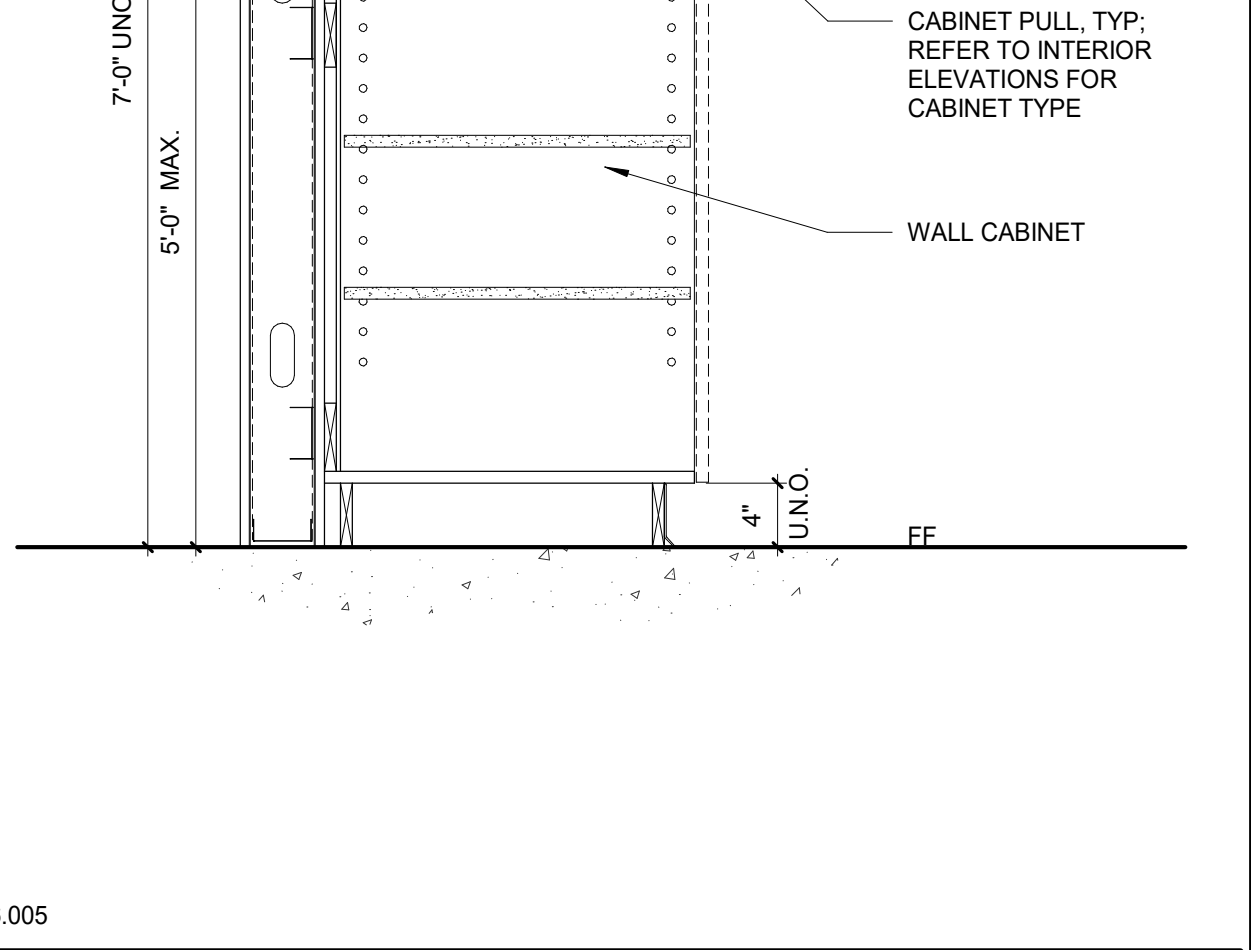 CABINET PULL, TYP;
REFER TO INTERIOR
ELEVATIONS FOR
CABINET TYPE
7'-0" UNO
5'-0" MAX.
WALL CABINET
4"
U.N.O.
FF
.005